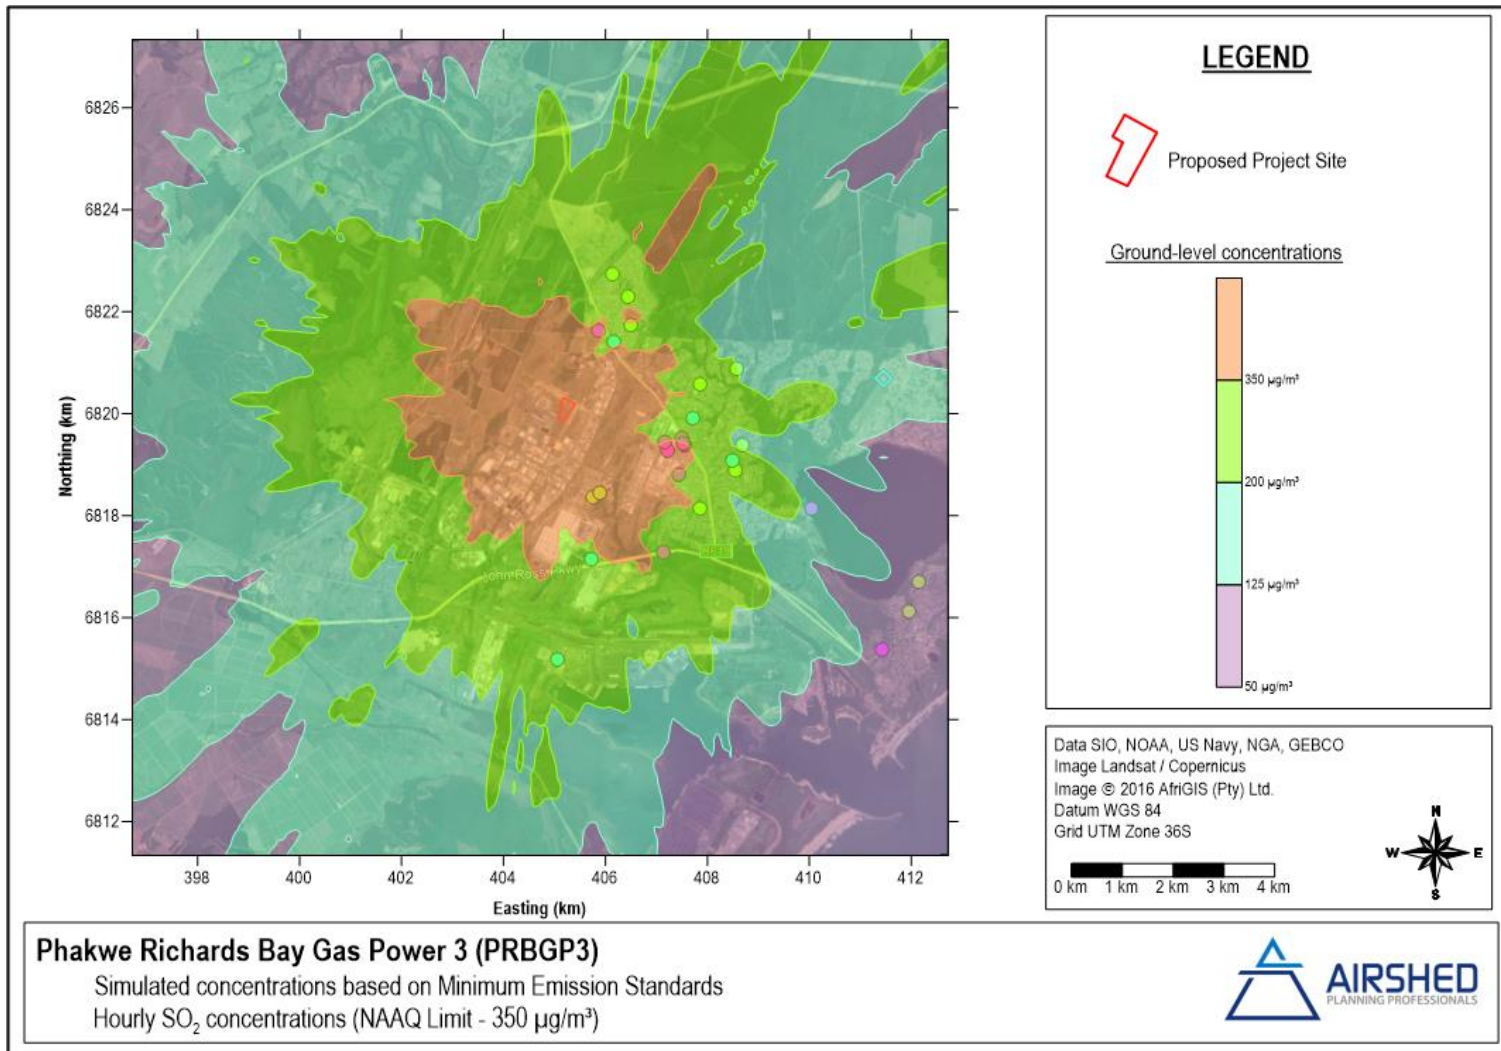 LEGEND
Proposed Project Site
Ground-level concentrations
350 µg/m³
200 µg/m³
125 µg/m³
50 µg/m³
6826
6824
6822
6820
6818
6816
6814
6812
Northing (km)
John Ross Pkwy
398 400 402 404 406 408 410 412
Easting (km)
Data SIO, NOAA, US Navy, NGA, GEBCO
Image Landsat / Copernicus
Image © 2016 AfriGIS (Pty) Ltd.
Datum WGS 84
Grid UTM Zone 36S
0 km 1 km 2 km 3 km 4 km
N
W E
S
Phakwe Richards Bay Gas Power 3 (PRBGP3)
Simulated concentrations based on Minimum Emission Standards
Hourly SO₂ concentrations (NAAQ Limit - 350 µg/m³)
AIRSHED
PLANNING PROFESSIONALS